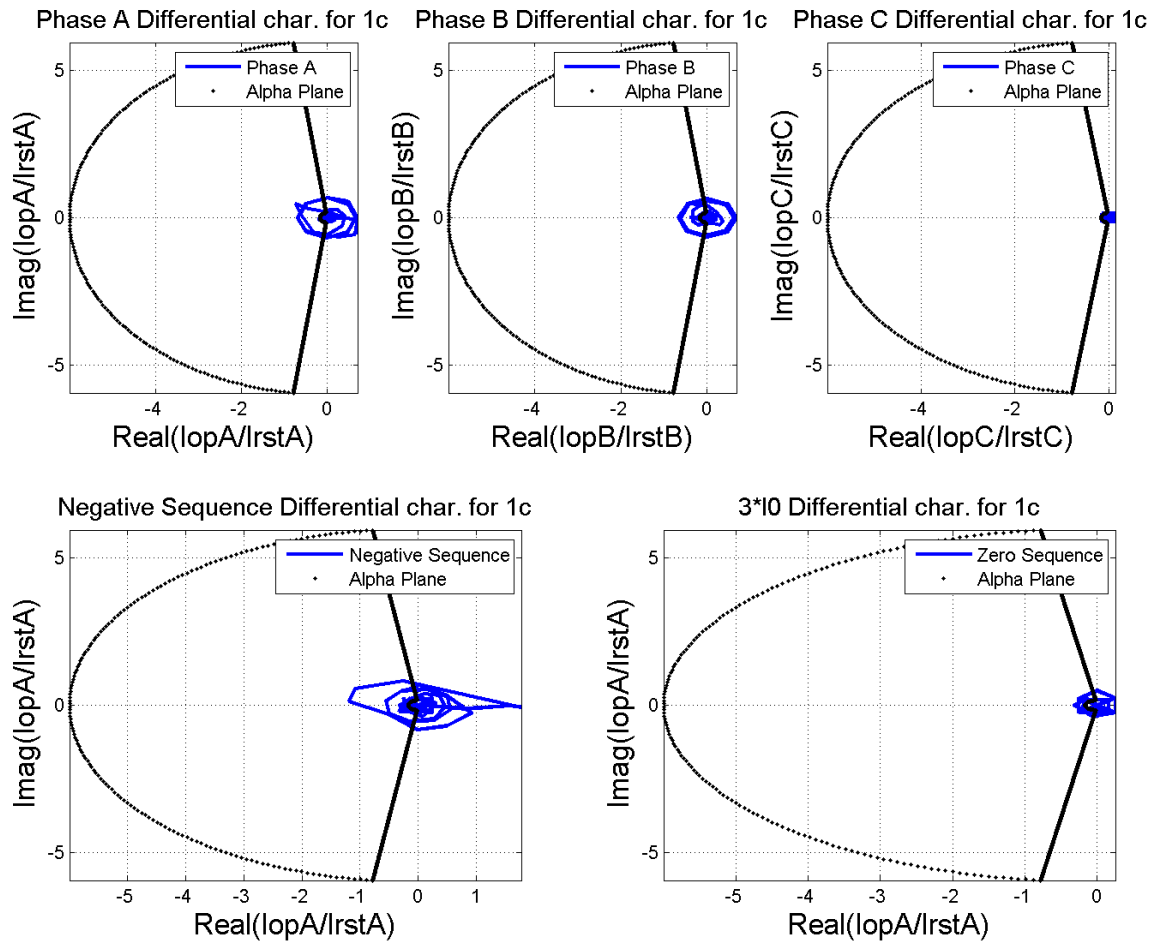 Phase A Differential char. for 1c
Phase B Differential char. for 1c
Phase C Differential char. for 1c
Phase A
Alpha Plane
Phase B
Alpha Plane
Phase C
Alpha Plane
5
0
-5
5
0
-5
5
0
-5
Imag(IopA/IrstA)
Imag(IopB/IrstB)
Imag(IopC/IrstC)
-4 -2 0
-4 -2 0
-4 -2 0
Real(IopA/IrstA)
Real(IopB/IrstB)
Real(IopC/IrstC)
Negative Sequence Differential char. for 1c
3*I0 Differential char. for 1c
Negative Sequence
Alpha Plane
Zero Sequence
Alpha Plane
5
0
-5
5
0
-5
Imag(IopA/IrstA)
Imag(IopA/IrstA)
-5 -4 -3 -2 -1 0 1
-5 -4 -3 -2 -1 0
Real(IopA/IrstA)
Real(IopA/IrstA)